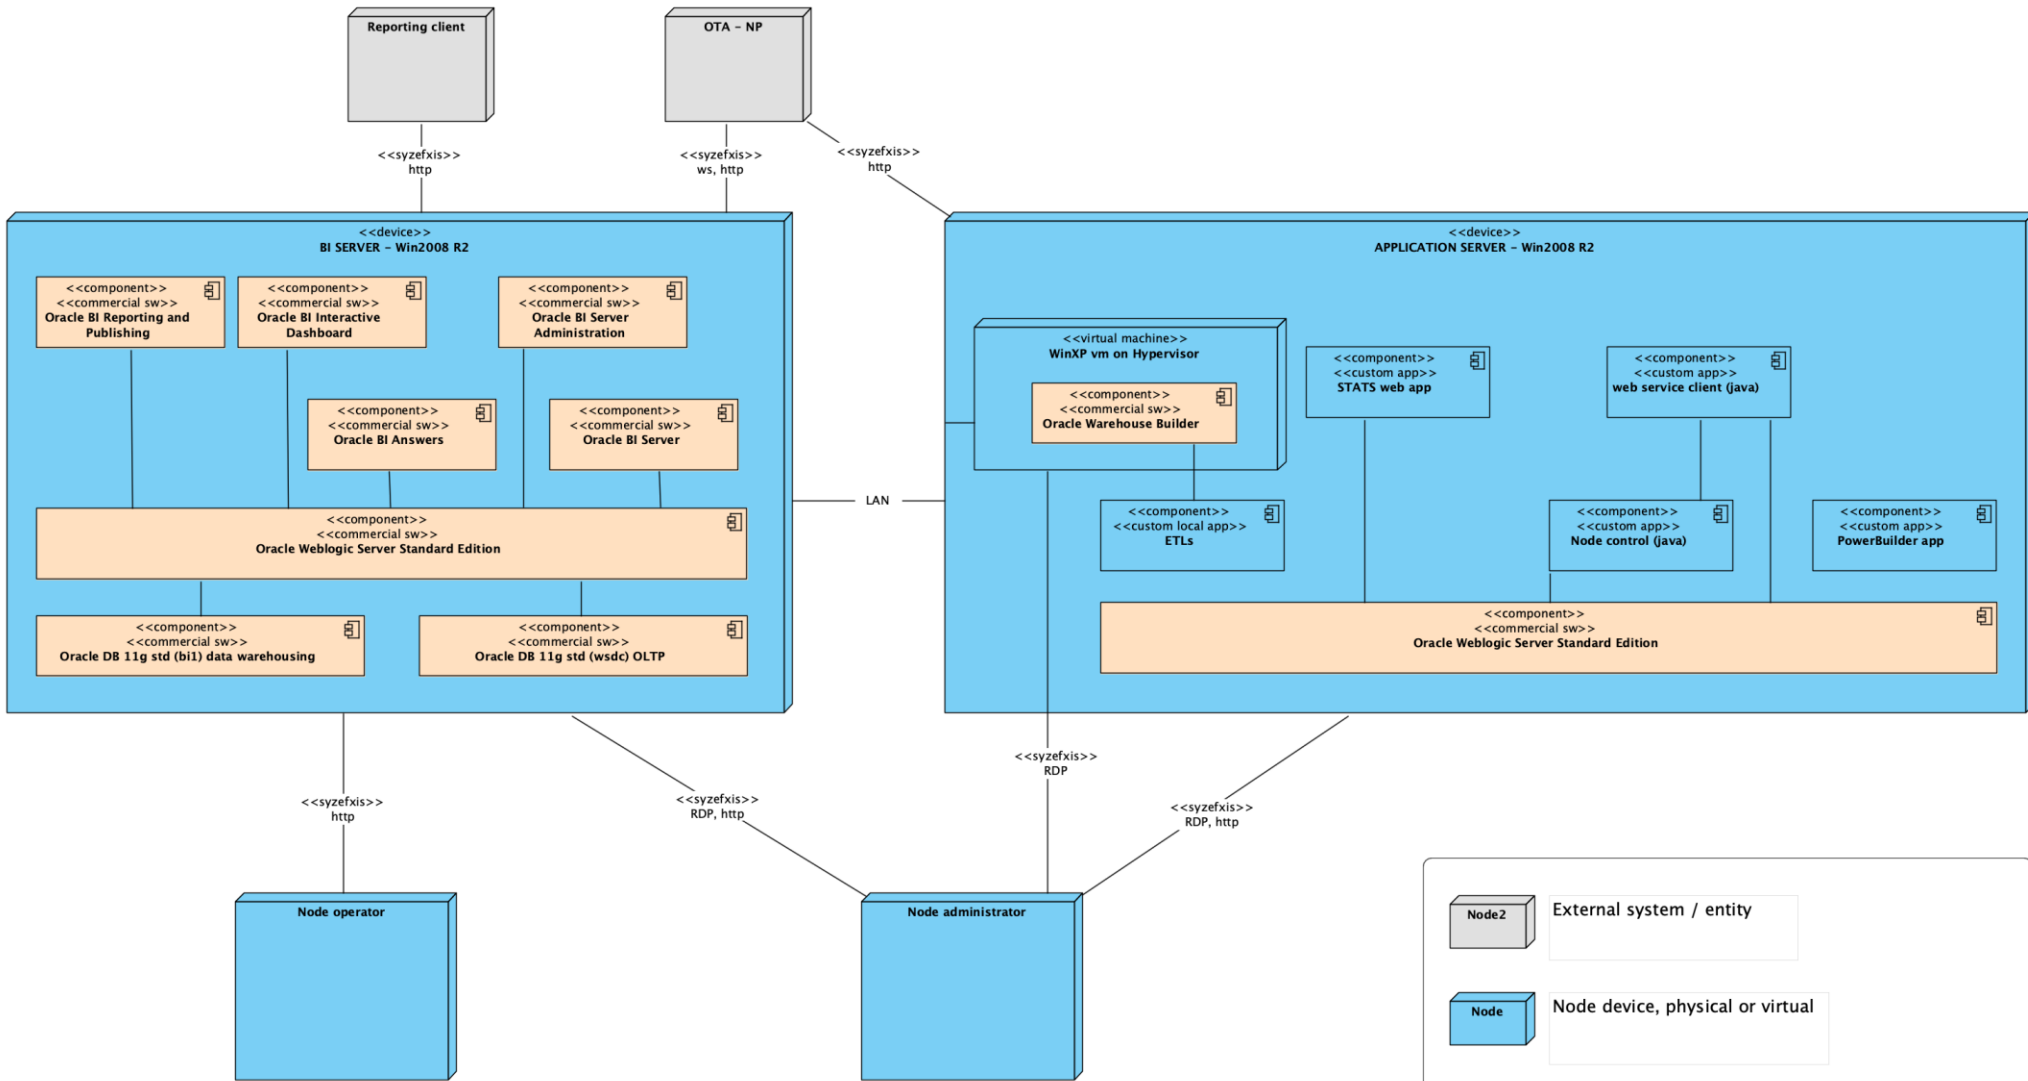 Reporting client
OTA - NP
<<syzefxis>>
http
<<syzefxis>>
ws, http
<<syzefxis>>
http
<<device>>
BI SERVER - Win2008 R2
<<component>>
<<commercial sw>>
Oracle BI Reporting and
Publishing
<<component>>
<<commercial sw>>
Oracle BI Interactive
Dashboard
<<component>>
<<commercial sw>>
Oracle BI Server
Administration
<<component>>
<<commercial sw>>
Oracle BI Answers
<<component>>
<<commercial sw>>
Oracle BI Server
<<component>>
<<commercial sw>>
Oracle Weblogic Server Standard Edition
<<component>>
<<commercial sw>>
Oracle DB 11g std (bi1) data warehousing
<<component>>
<<commercial sw>>
Oracle DB 11g std (wsdc) OLTP
LAN
<<device>>
APPLICATION SERVER - Win2008 R2
<<virtual machine>>
WinXP vm on Hypervisor
<<component>>
<<commercial sw>>
Oracle Warehouse Builder
<<component>>
<<custom app>>
STATS web app
<<component>>
<<custom app>>
web service client (java)
<<component>>
<<custom local app>>
ETLs
<<component>>
<<custom app>>
Node control (java)
<<component>>
<<custom app>>
PowerBuilder app
<<component>>
<<commercial sw>>
Oracle Weblogic Server Standard Edition
<<syzefxis>>
http
<<syzefxis>>
RDP, http
<<syzefxis>>
RDP
<<syzefxis>>
RDP, http
Node operator
Node administrator
Node2
External system / entity
Node
Node device, physical or virtual